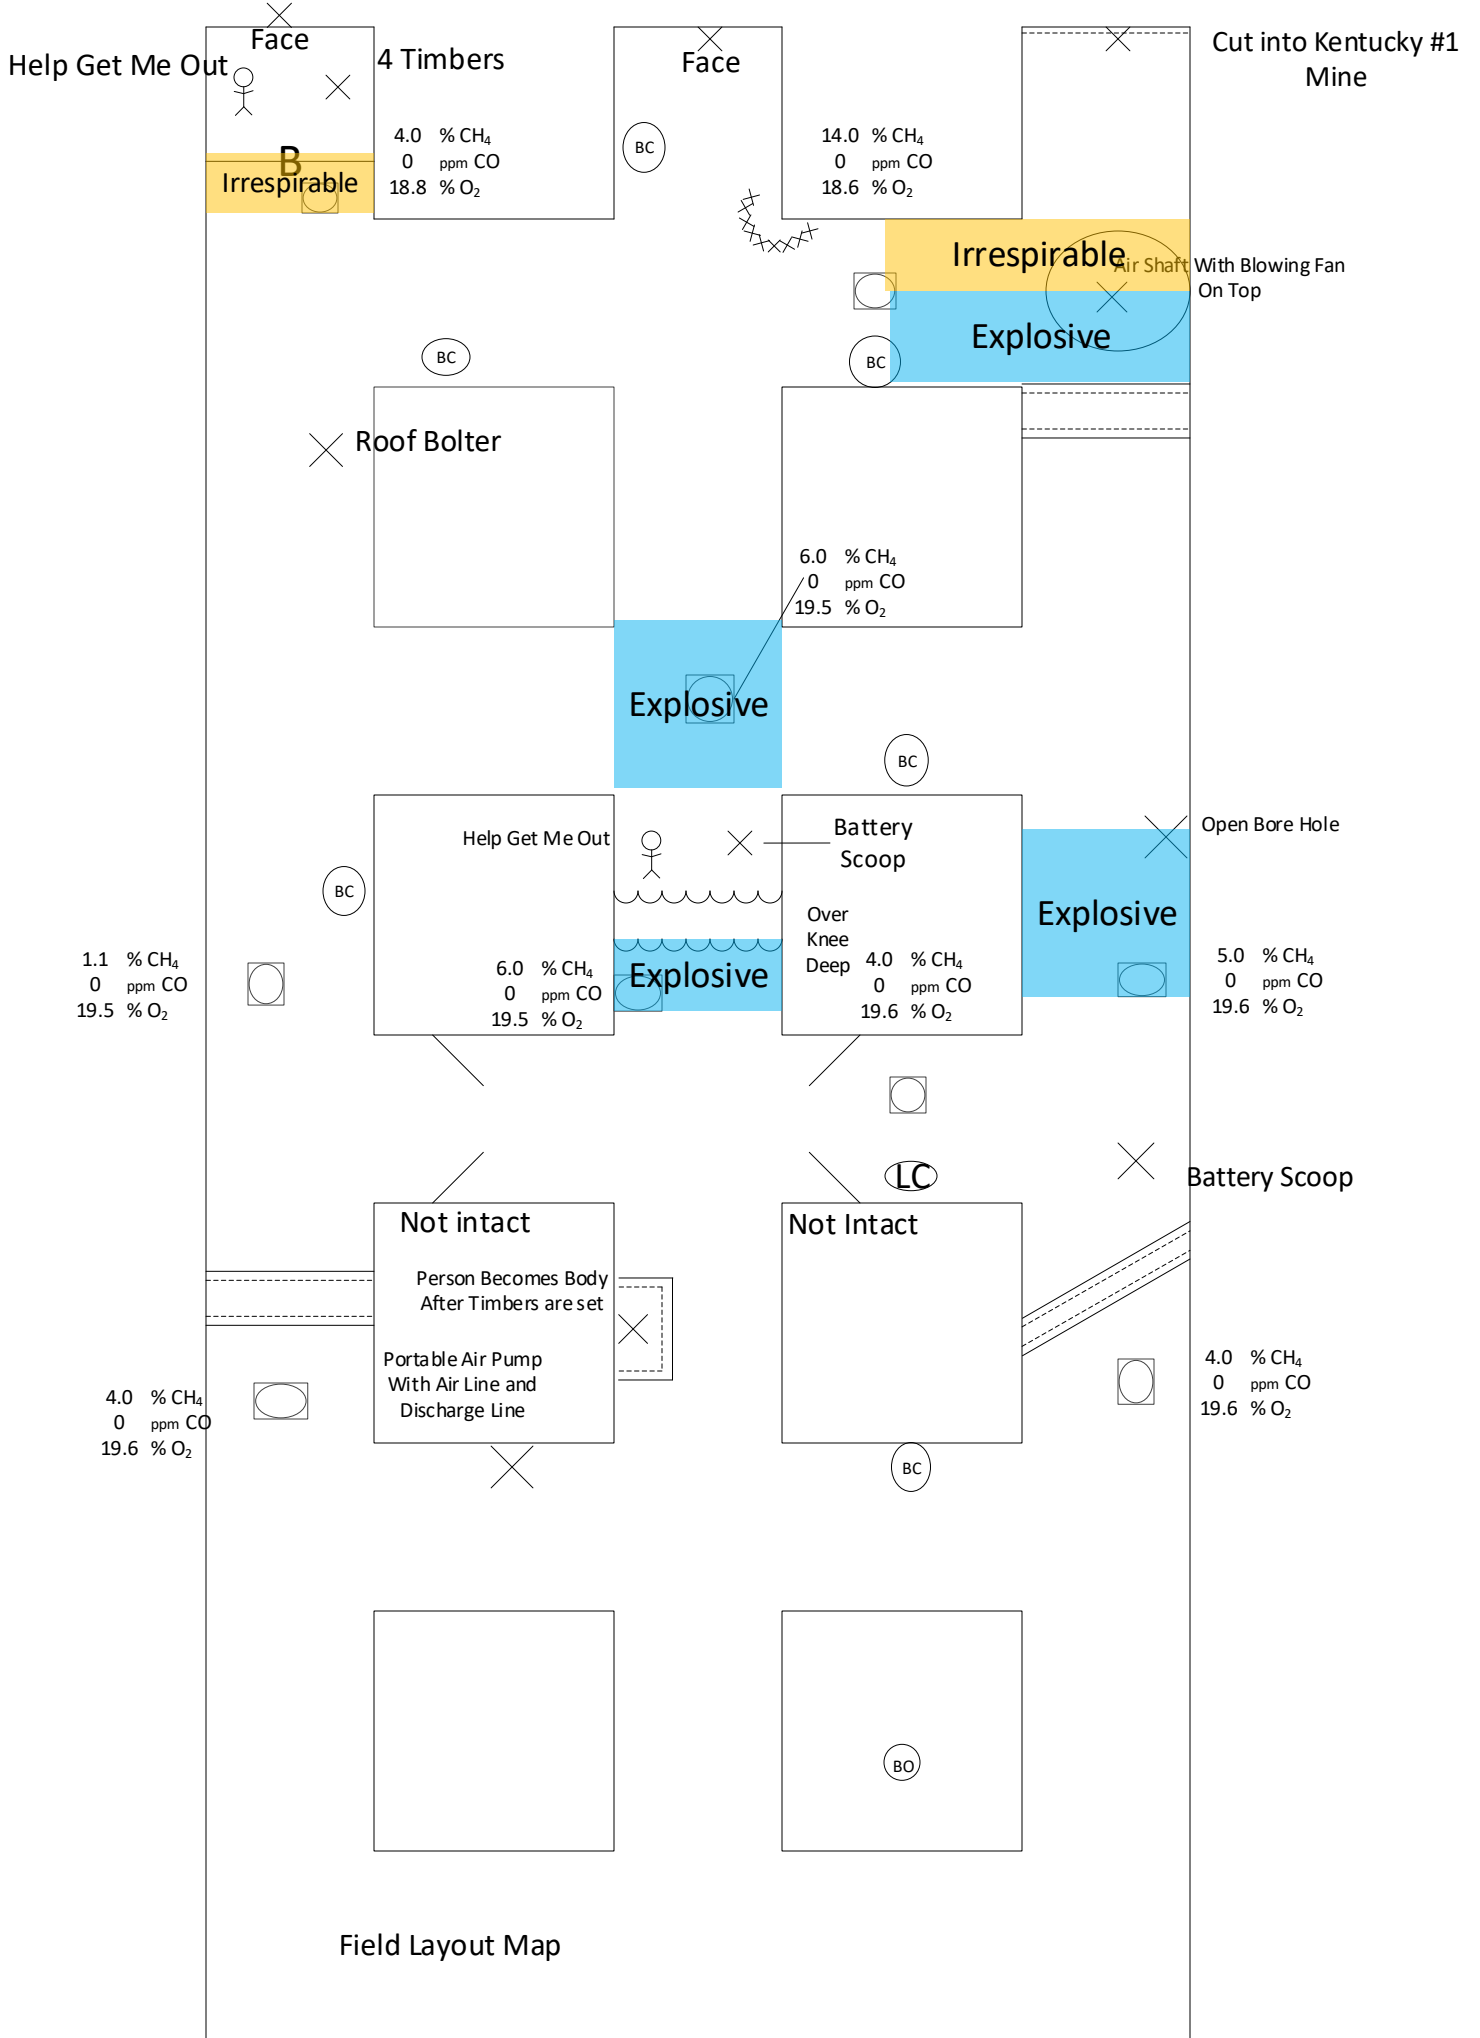 Face
Help Get Me Out
4 Timbers
Face
Cut into Kentucky #1
Mine
4.0 % CH₄
0 ppm CO
18.8 % O₂
BC
14.0 % CH₄
0 ppm CO
18.6 % O₂
B
Irrespirable
Irrespirable
Air Shaft With Blowing Fan
On Top
Explosive
BC
BC
Roof Bolter
6.0 % CH₄
0 ppm CO
19.5 % O₂
Explosive
BC
Help Get Me Out
Battery
Scoop
Open Bore Hole
BC
Over
Knee
Deep
Explosive
1.1 % CH₄
0 ppm CO
19.5 % O₂
6.0 % CH₄
0 ppm CO
19.5 % O₂
Explosive
4.0 % CH₄
0 ppm CO
19.6 % O₂
5.0 % CH₄
0 ppm CO
19.6 % O₂
LC
Battery Scoop
Not intact
Not Intact
Person Becomes Body
After Timbers are set
Portable Air Pump
With Air Line and
Discharge Line
4.0 % CH₄
0 ppm CO
19.6 % O₂
4.0 % CH₄
0 ppm CO
19.6 % O₂
BC
BO
Field Layout Map